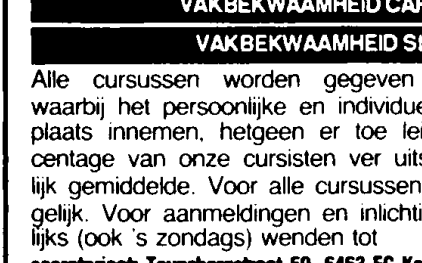 VAKBEKWAAMHEID
VAKBEKWAAMHEID
Alle cursussen worden gegeven
waarbij het persoonlijke en individue
plaats innemen, hetgeen er toe lei
centage van onze cursisten ver uits
lijk gemiddelde. Voor alle cursussen
gelijk. Voor aanmeldingen en inlichti
lijks (ook 's zondags) wenden tot